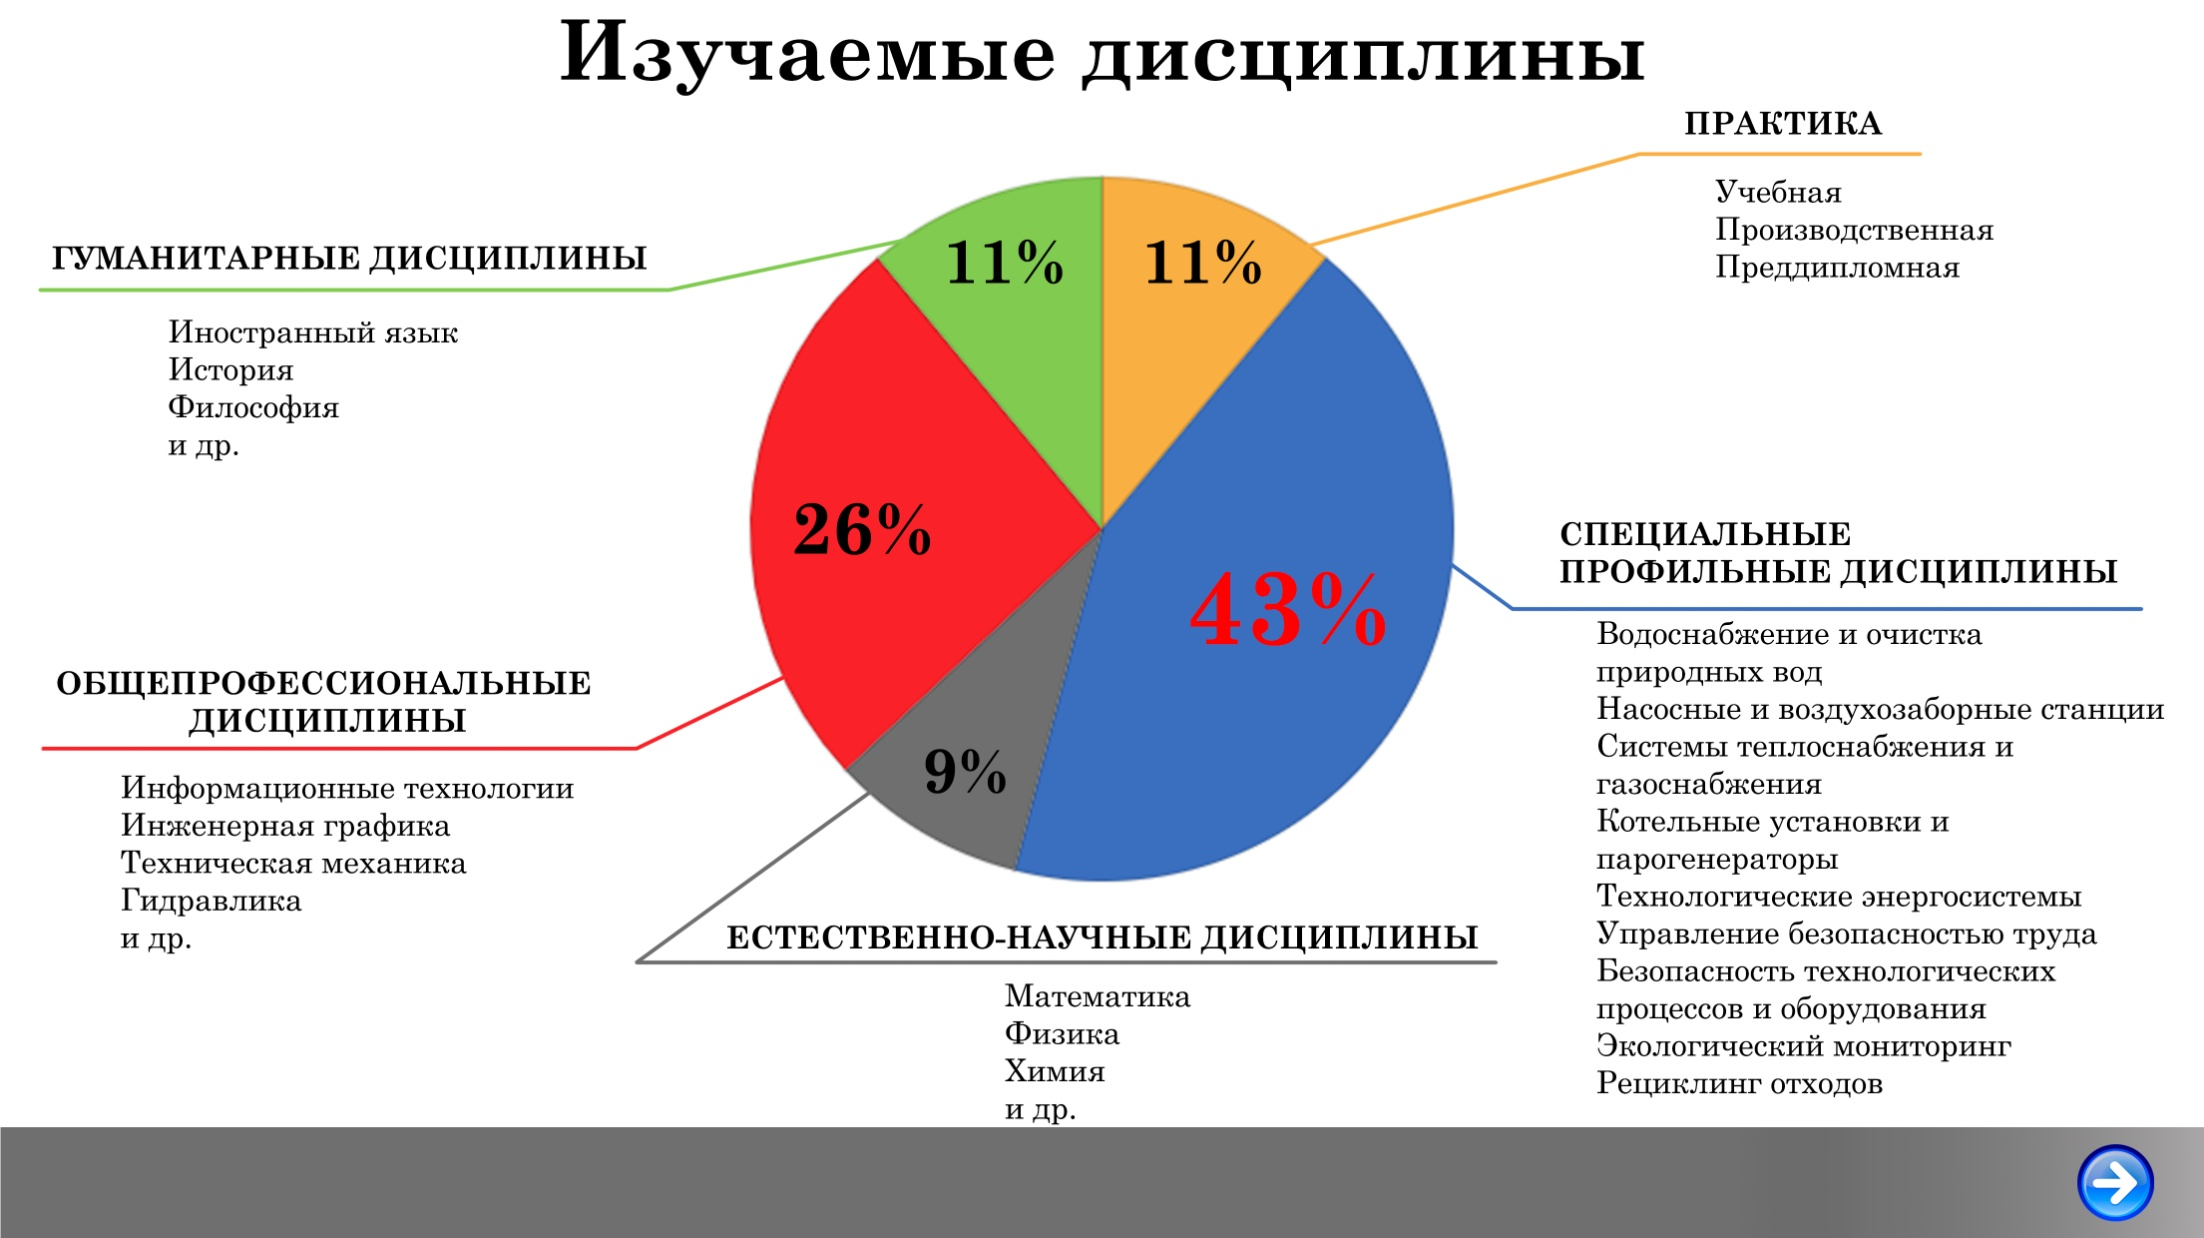 Изучаемые дисциплины
ПРАКТИКА
Учебная
Производственная
Преддипломная
ГУМАНИТАРНЫЕ ДИСЦИПЛИНЫ
Иностранный язык
История
Философия
и др.
11%
11%
26%
43%
9%
СПЕЦИАЛЬНЫЕ
ПРОФИЛЬНЫЕ ДИСЦИПЛИНЫ
Водоснабжение и очистка
природных вод
Насосные и воздухозаборные станции
Системы теплоснабжения и
газоснабжения
Котельные установки и
парогенераторы
Технологические энергосистемы
Управление безопасностью труда
Безопасность технологических
процессов и оборудования
Экологический мониторинг
Рециклинг отходов
ОБЩЕПРОФЕССИОНАЛЬНЫЕ
ДИСЦИПЛИНЫ
Информационные технологии
Инженерная графика
Техническая механика
Гидравлика
и др.
ЕСТЕСТВЕННО-НАУЧНЫЕ ДИСЦИПЛИНЫ
Математика
Физика
Химия
и др.